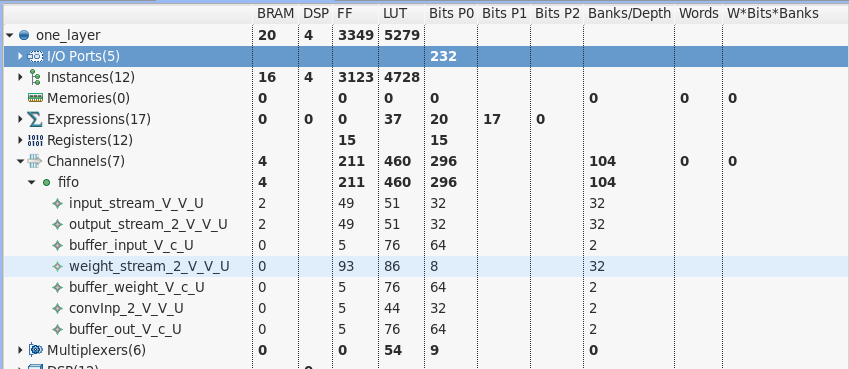 BRAM DSP FF LUT Bits P0 Bits P1 Bits P2 Banks/Depth Words W*Bits*Banks
one_layer 20 4 3349 5279
I/O Ports(5) 232
Instances(12) 16 4 3123 4728
Memories(0) 0 0 0 0 0 0 0
Expressions(17) 0 0 0 37 20 17 0
Registers(12) 15 15
Channels(7) 4 211 460 296 104 0 0
fifo 4 211 460 296 104
input_stream_V_V_U 2 49 51 32 32
output_stream_2_V_V_U 2 49 51 32 32
buffer_input_V_c_U 0 5 76 64 2
weight_stream_2_V_V_U 0 93 86 8 32
buffer_weight_V_c_U 0 5 76 64 2
convInp_2_V_V_U 0 5 44 32 2
buffer_out_V_c_U 0 5 76 64 2
Multiplexers(6) 0 0 54 9 0